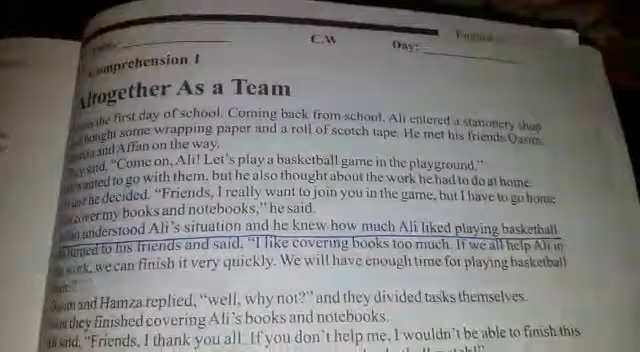 C.W
Day:
English
Comprehension 1
Altogether As a Team
the first day of school. Coming back from school, Ali entered a stationery shop
bought some wrapping paper and a roll of scotch tape. He met his friends Qasim,
and Affan on the way.
said, "Come on, Ali! Let's play a basketball game in the playground."
wanted to go with them, but he also thought about the work he had to do at home.
he decided. "Friends, I really want to join you in the game, but I have to go home
cover my books and notebooks," he said.
understood Ali's situation and he knew how much Ali liked playing basketball
turned to his friends and said, "I like covering books too much. If we all help Ali in
work, we can finish it very quickly. We will have enough time for playing basketball
and Hamza replied, "well, why not?" and they divided tasks themselves.
they finished covering Ali's books and notebooks.
said, "Friends, I thank you all. If you don't help me, I wouldn't be able to finish this